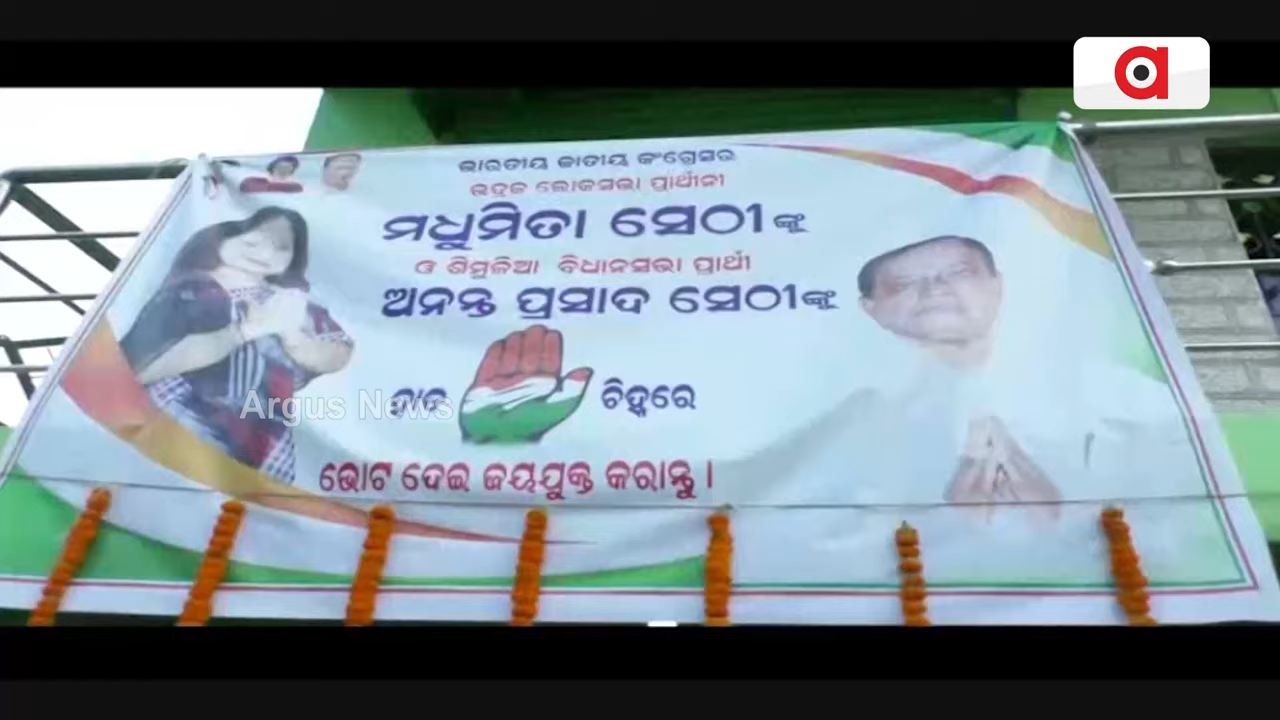 ଭାରତୀୟ ଜାତୀୟ କଂଗ୍ରେସର
ଭଦ୍ରକ ଲୋକସଭା ପ୍ରାର୍ଥୀନୀ
ମଧୁମିତା ସେଠୀଙ୍କୁ
ଓ ଶିମୁଳିଆ ବିଧାନସଭା ପ୍ରାର୍ଥୀ
ଅନନ୍ତ ପ୍ରସାଦ ସେଠୀଙ୍କୁ
ହାତ ଚିହ୍ନରେ
Argus News
ଭୋଟ ଦେଇ ଜୟଯୁକ୍ତ କରାନ୍ତୁ ।